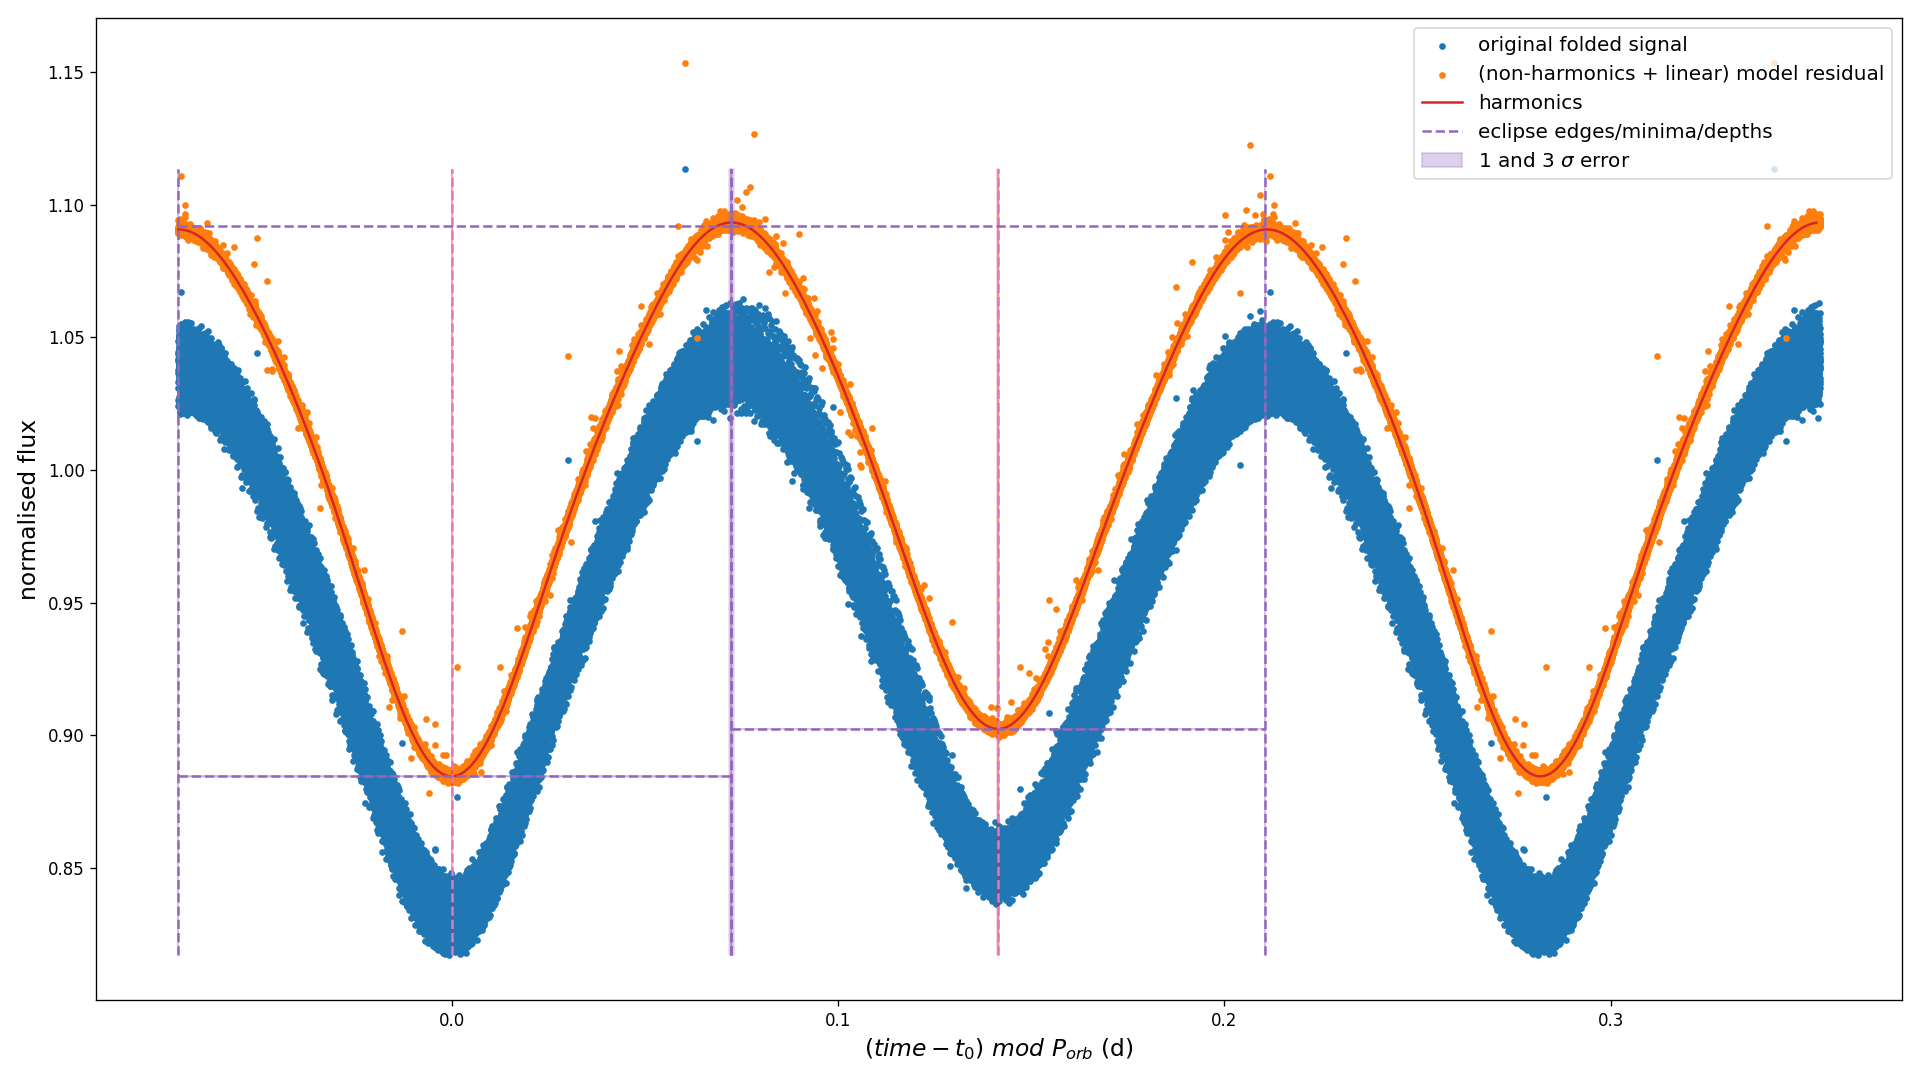 original folded signal
(non-harmonics + linear) model residual
harmonics
eclipse edges/minima/depths
1 and 3 σ error
1.15
1.10
1.05
1.00
0.95
0.90
0.85
normalised flux
0.0 0.1 0.2 0.3
(time − t₀) mod Pₒᵣb (d)